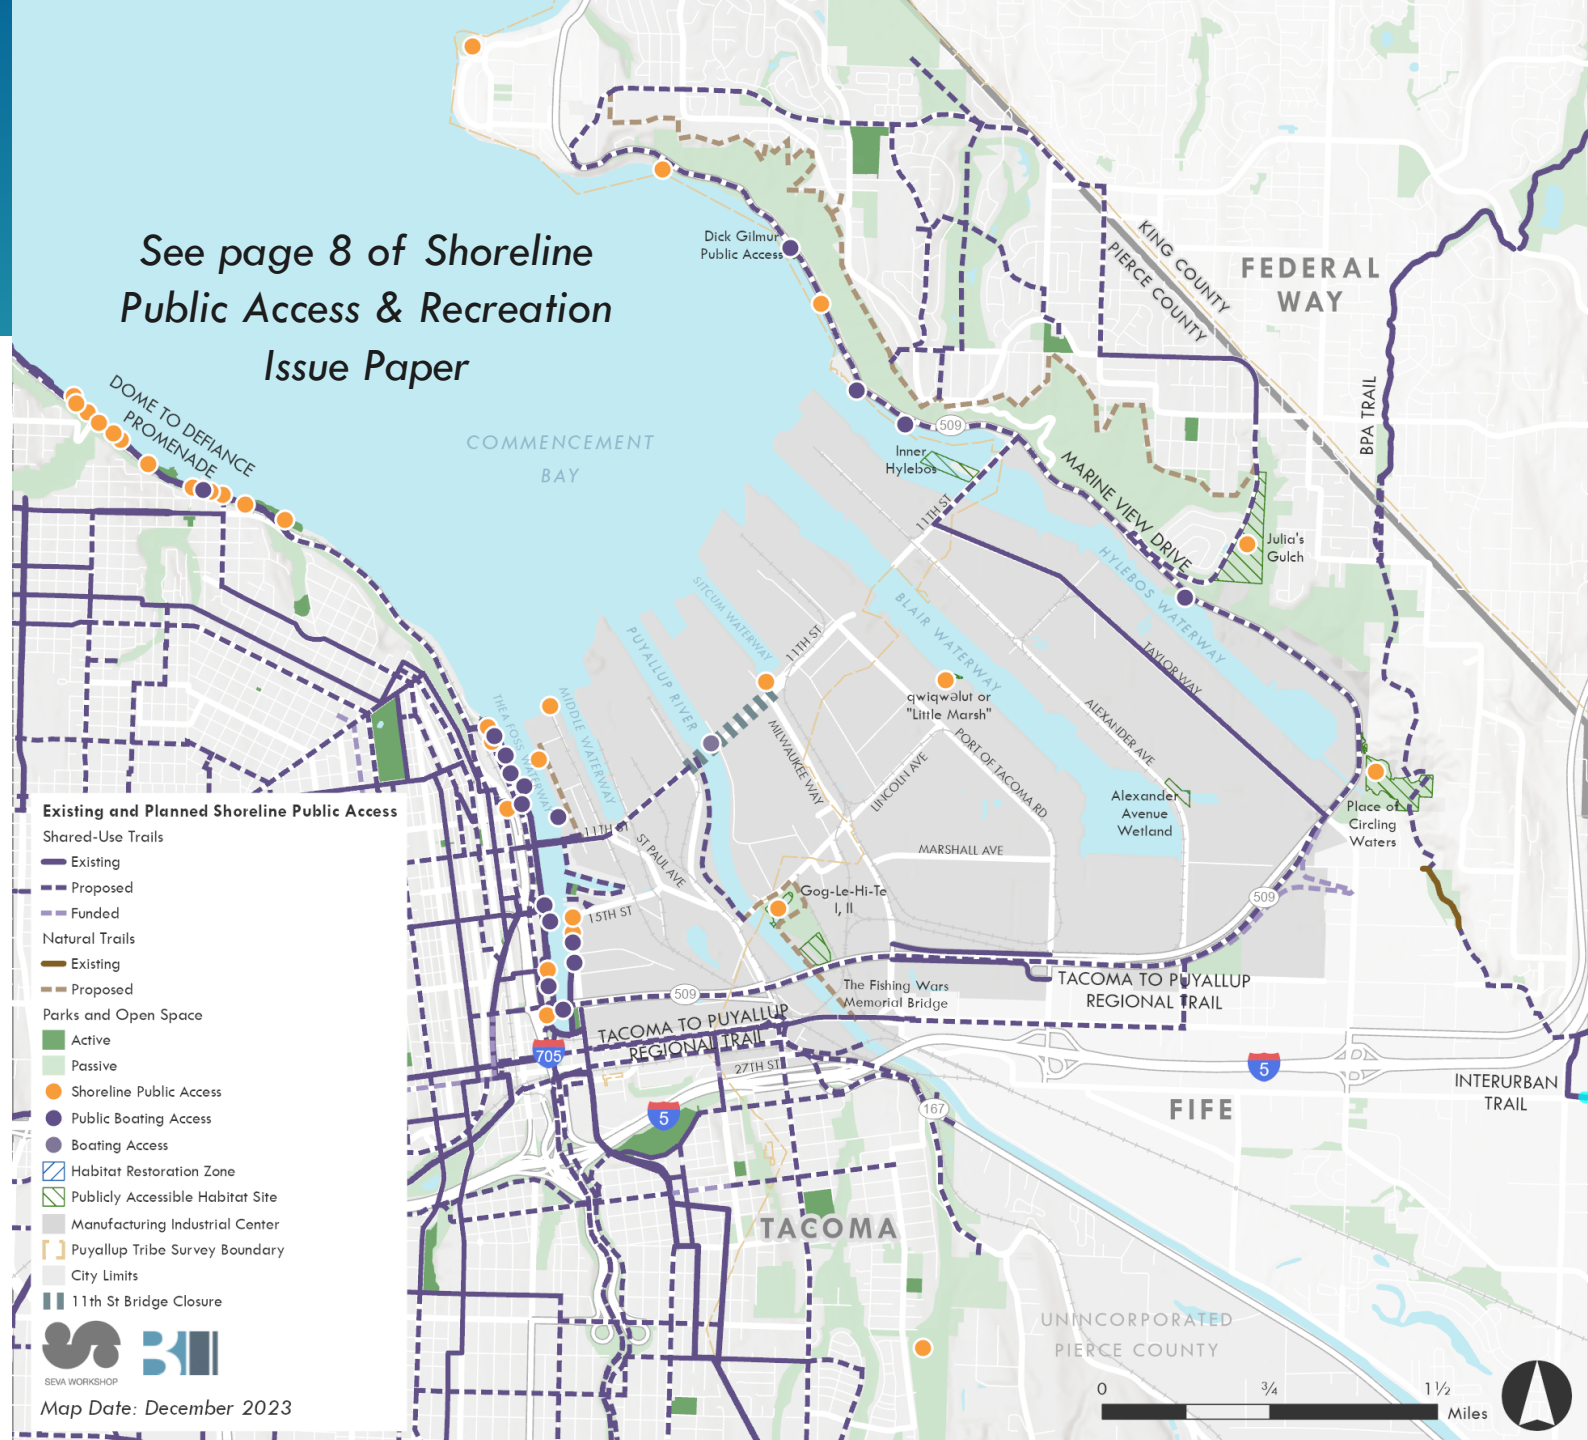 See page 8 of Shoreline
Public Access & Recreation
Issue Paper
KING COUNTY
PIERCE COUNTY
FEDERAL
WAY
Dick Gilmur
Public Access
DOME TO DEFIANCE
PROMENADE
COMMENCEMENT
BAY
BPA TRAIL
509
Inner
Hylebos
MARINE VIEW DRIVE
11TH ST
Julia's
Gulch
HYLEBOS WATERWAY
SITCUM WATERWAY
BLAIR WATERWAY
PUYALLUP RIVER
11TH ST
TAYLOR WAY
qwiqwəlut or
"Little Marsh"
THEA FOSS WATERWAY
MIDDLE WATERWAY
MILWAUKEE WAY
ALEXANDER AVE
PORT OF TACOMA RD
LINCOLN AVE
Alexander
Avenue
Wetland
Place of
Circling
Waters
11TH ST
ST PAUL AVE
MARSHALL AVE
Gog-Le-Hi-Te
I, II
509
15TH ST
The Fishing Wars
Memorial Bridge
TACOMA TO PUYALLUP
REGIONAL TRAIL
509
TACOMA TO PUYALLUP
REGIONAL TRAIL
705
27TH ST
5
5
INTERURBAN
TRAIL
167
FIFE
TACOMA
UNINCORPORATED
PIERCE COUNTY
Existing and Planned Shoreline Public Access
Shared-Use Trails
Existing
Proposed
Funded
Natural Trails
Existing
Proposed
Parks and Open Space
Active
Passive
Shoreline Public Access
Public Boating Access
Boating Access
Habitat Restoration Zone
Publicly Accessible Habitat Site
Manufacturing Industrial Center
Puyallup Tribe Survey Boundary
City Limits
11th St Bridge Closure
SEVA WORKSHOP
Map Date: December 2023
0 ¾ 1½
Miles